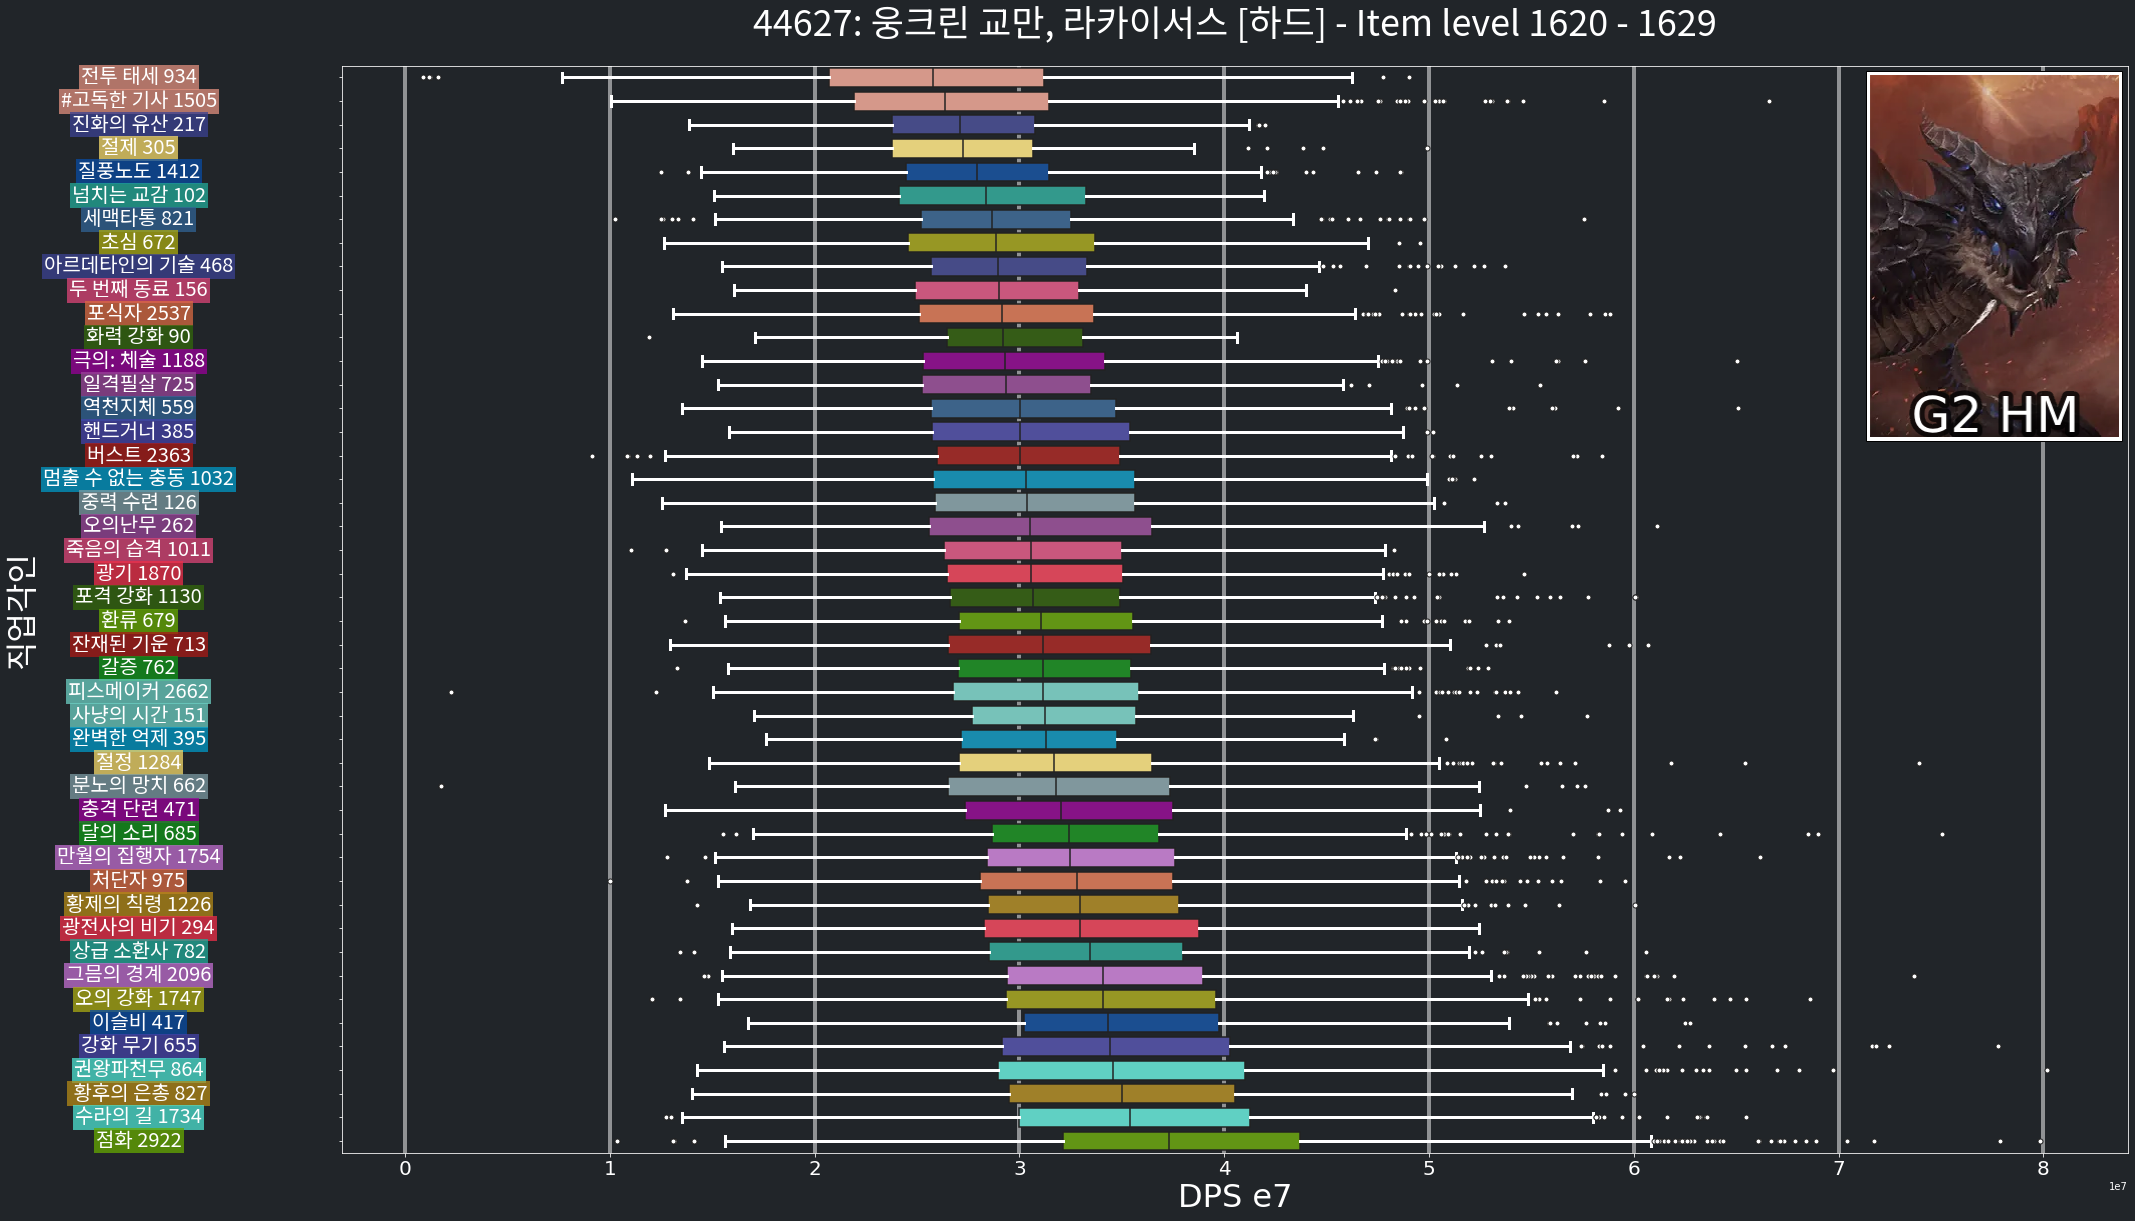 44627: 웅크린 교만, 라카이서스 [하드] - Item level 1620 - 1629
직업각인
전투 태세 934
#고독한 기사 1505
진화의 유산 217
절제 305
질풍노도 1412
넘치는 교감 102
세맥타통 821
초심 672
아르데타인의 기술 468
두 번째 동료 156
포식자 2537
화력 강화 90
극의: 체술 1188
일격필살 725
역천지체 559
핸드거너 385
버스트 2363
멈출 수 없는 충동 1032
중력 수련 126
오의난무 262
죽음의 습격 1011
광기 1870
포격 강화 1130
환류 679
잔재된 기운 713
갈증 762
피스메이커 2662
사냥의 시간 151
완벽한 억제 395
절정 1284
분노의 망치 662
충격 단련 471
달의 소리 685
만월의 집행자 1754
처단자 975
황제의 칙령 1226
광전사의 비기 294
상급 소환사 782
그믐의 경계 2096
오의 강화 1747
이슬비 417
강화 무기 655
권왕파천무 864
황후의 은총 827
수라의 길 1734
점화 2922
G2 HM
0 1 2 3 4 5 6 7 8
DPS e7
1e7